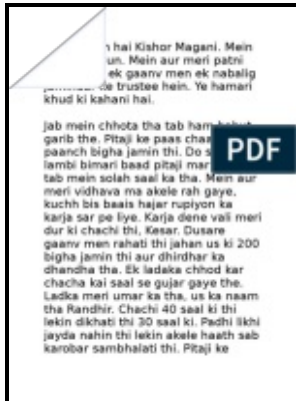 hai Kishor Magani. Mein
hun. Mein aur meri patni
ek gaanv men ek nabalig
ke trustee hein. Ye hamari
khud ki kahani hai.
Jab mein chhota tha tab ham
garib the. Pitaji ke paas
paanch bigha jamin thi. Do
lambi bimari baad pitaji
tab mein solah saal ka tha. Mein aur
meri vidhava ma akele rah gaye,
kuchh bis baais hajar rupiyon ka
karja sar pe liye. Karja dene vali meri
dur ki chachi thi, Kesar. Dusare
gaanv men rahati thi jahan us ki 200
bigha jamin thi aur dhirdhar ka
dhandha tha. Ek ladaka chhod kar
chacha kai saal se gujar gaye the.
Ladka meri umar ka tha, us ka naam
tha Randhir. Chachi 40 saal ki thi
lekin dikhati thi 30 saal ki. Padhi likhi
jayda nahin thi lekin akele haath sab
karobar sambhalati thi. Pitaji ke
PDF